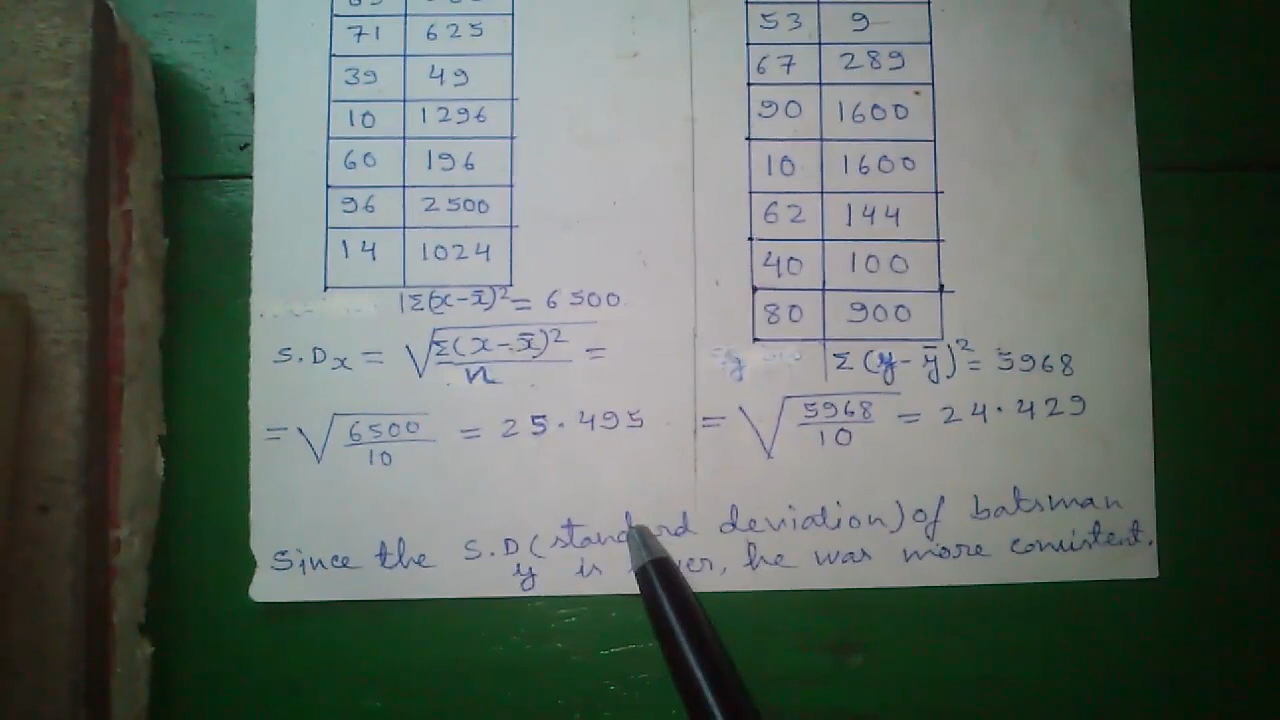 71 625
39 49
10 1296
60 196
96 2500
14 1024
Σ(x-x̄)² = 6500
S.Dx = √Σ(x-x̄)²/n =
= √6500/10 = 25.495
53 9
67 289
90 1600
10 1600
62 144
40 100
80 900
Σ(y-ȳ)² = 5968
= √5968/10 = 24.429
Since the S.D (standard deviation) of batsman
y is he was more consistent.